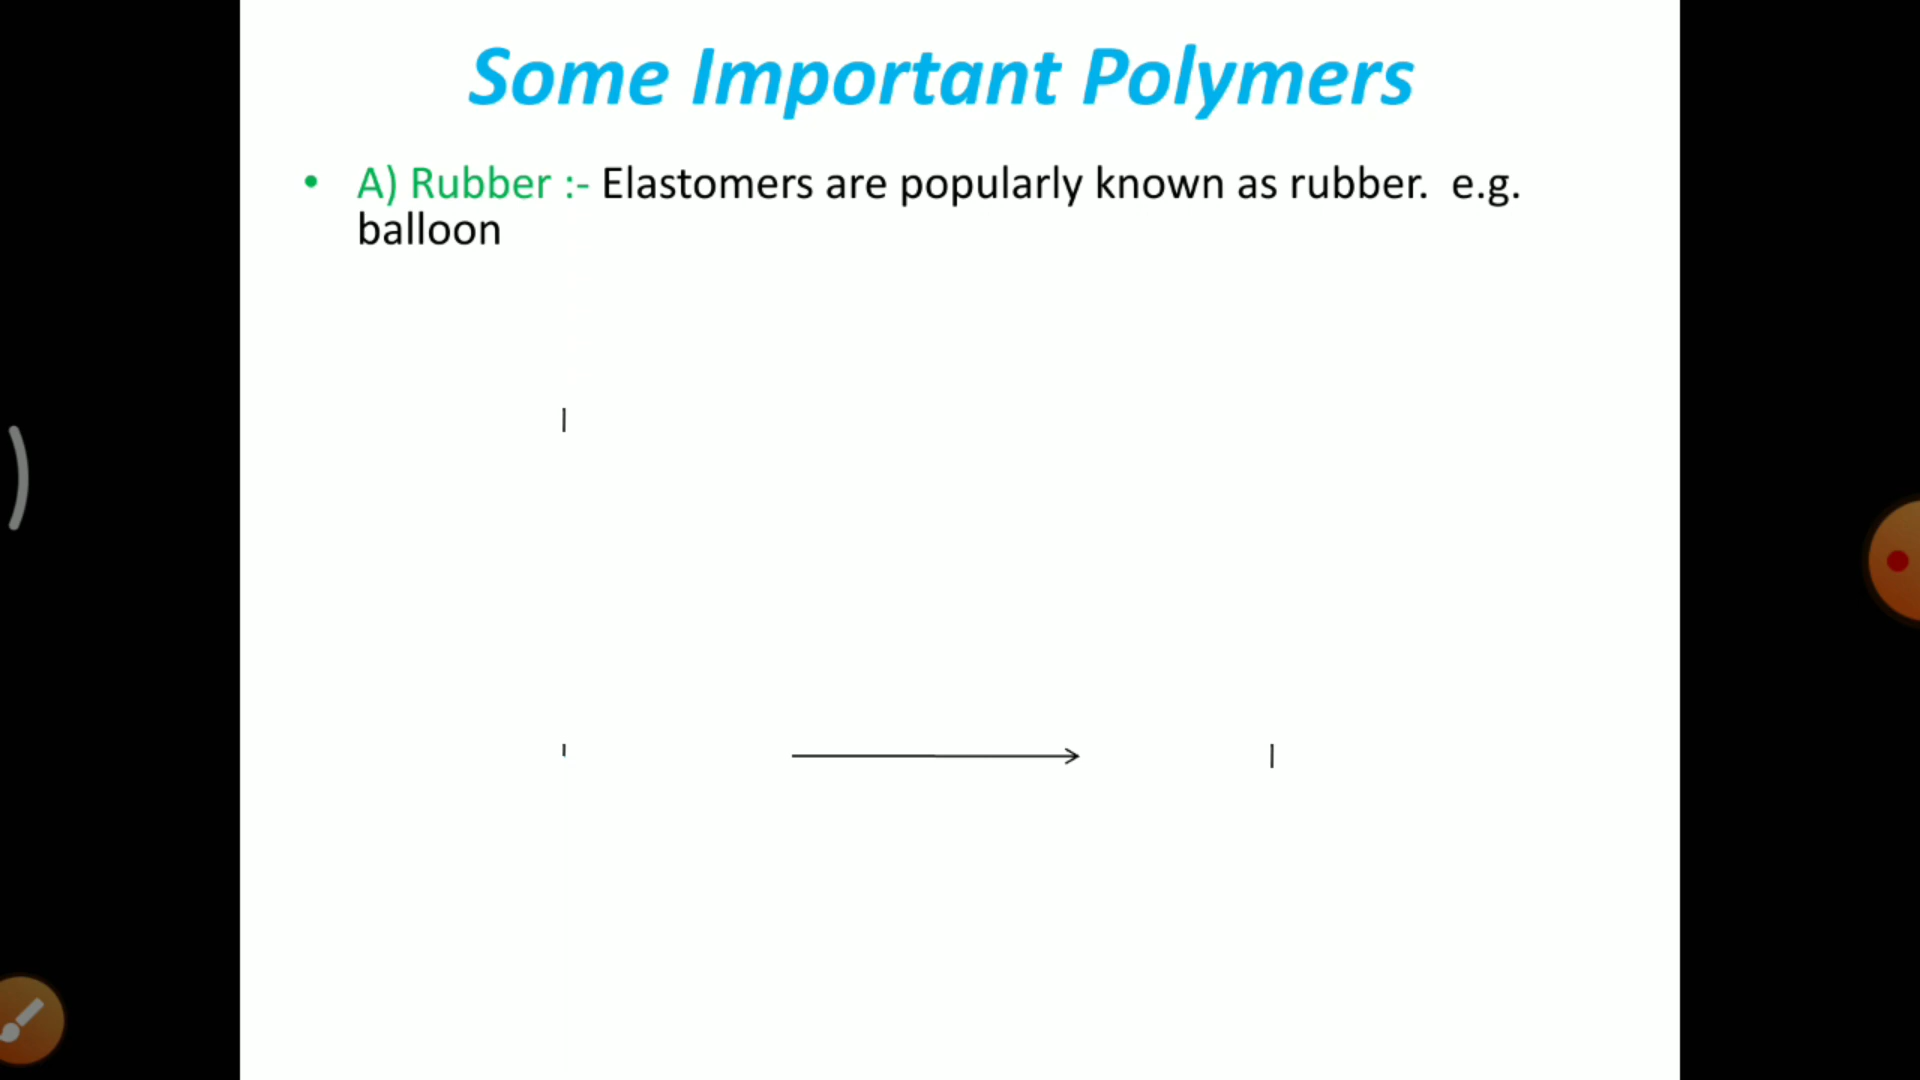 Some Important Polymers
• A) Rubber :- Elastomers are popularly known as rubber. e.g.
balloon